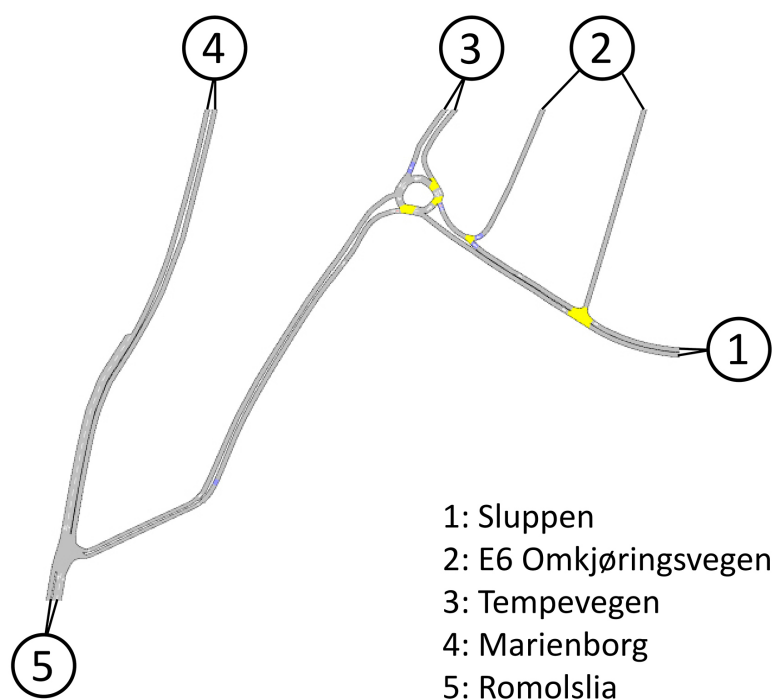 4
3
2
1
5
1: Sluppen
2: E6 Omkjøringsvegen
3: Tempevegen
4: Marienborg
5: Romolslia